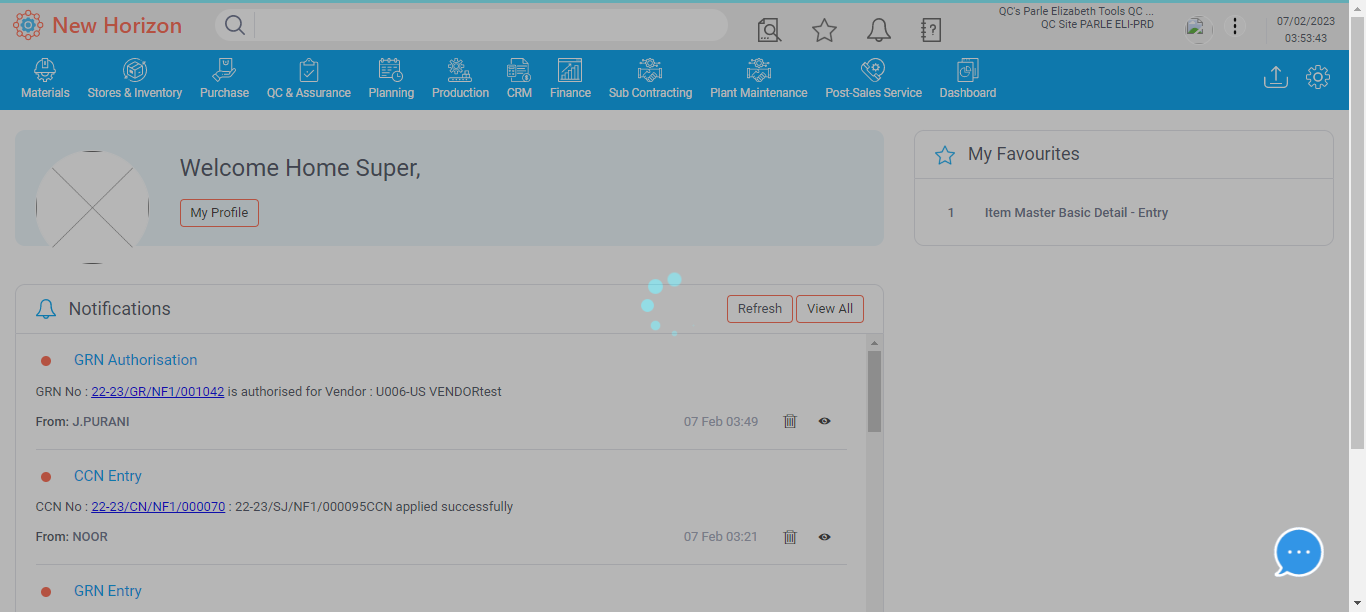 New Horizon
QC's Parle Elizabeth Tools QC ...
QC Site PARLE ELI-PRD
07/02/2023
03:53:43
Materials
Stores & Inventory
Purchase
QC & Assurance
Planning
Production
CRM
Finance
Sub Contracting
Plant Maintenance
Post-Sales Service
Dashboard
Welcome Home Super,
My Profile
My Favourites
1 Item Master Basic Detail - Entry
Notifications
Refresh
View All
GRN Authorisation
GRN No : 22-23/GR/NF1/001042 is authorised for Vendor : U006-US VENDORtest
From: J.PURANI
07 Feb 03:49
CCN Entry
CCN No : 22-23/CN/NF1/000070 : 22-23/SJ/NF1/000095CCN applied successfully
From: NOOR
07 Feb 03:21
GRN Entry